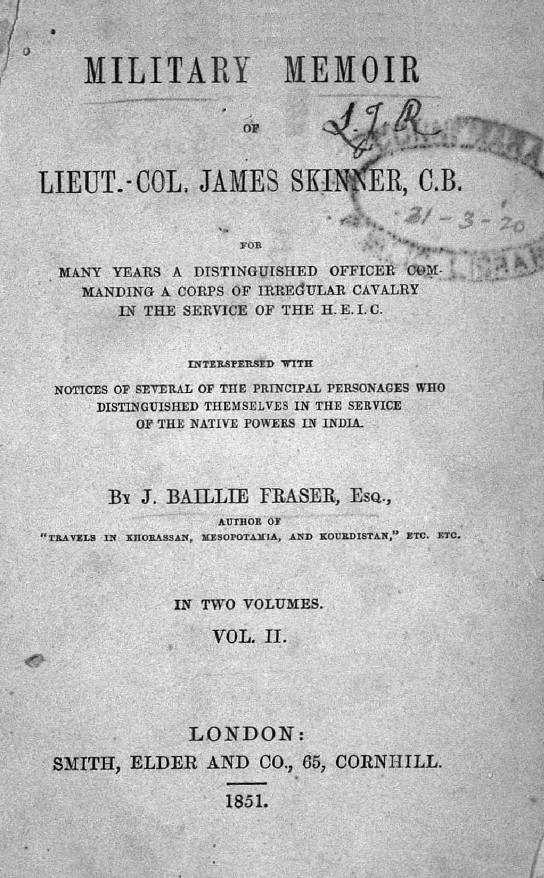 MILITARY MEMOIR
OF
LIEUT.-COL. JAMES SKINNER, C.B.
FOR
MANY YEARS A DISTINGUISHED OFFICER COM-
MANDING A CORPS OF IRREGULAR CAVALRY
IN THE SERVICE OF THE H.E.I.C.
INTERSPERSED WITH
NOTICES OF SEVERAL OF THE PRINCIPAL PERSONAGES WHO
DISTINGUISHED THEMSELVES IN THE SERVICE
OF THE NATIVE POWERS IN INDIA.
BY J. BAILLIE FRASER, ESQ.,
AUTHOR OF
"TRAVELS IN KHORASSAN, MESOPOTAMIA, AND KOURDISTAN," ETC. ETC.
IN TWO VOLUMES.
VOL. II.
LONDON:
SMITH, ELDER AND CO., 65, CORNHILL.
1851.
21-3-20